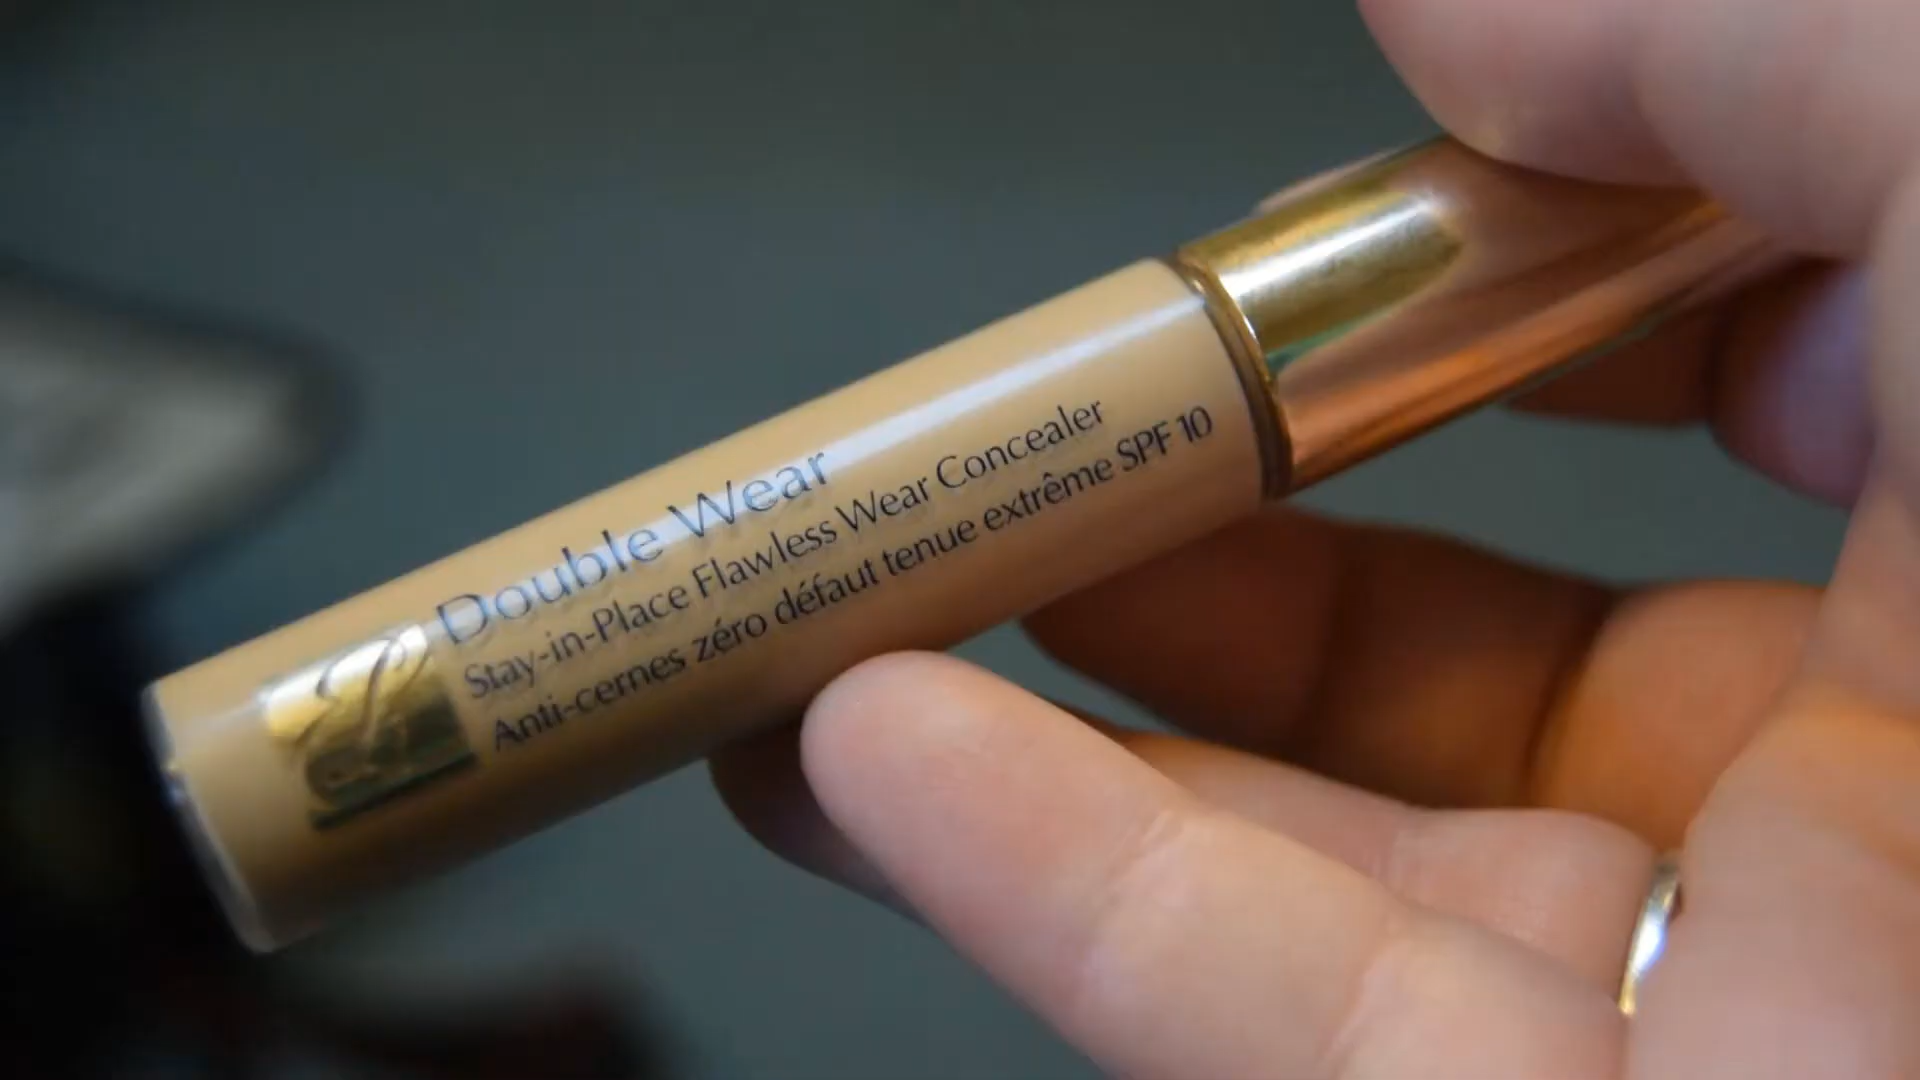 Double Wear
Stay-in-Place Flawless Wear Concealer
Anti-cernes zéro défaut tenue extrême SPF 10